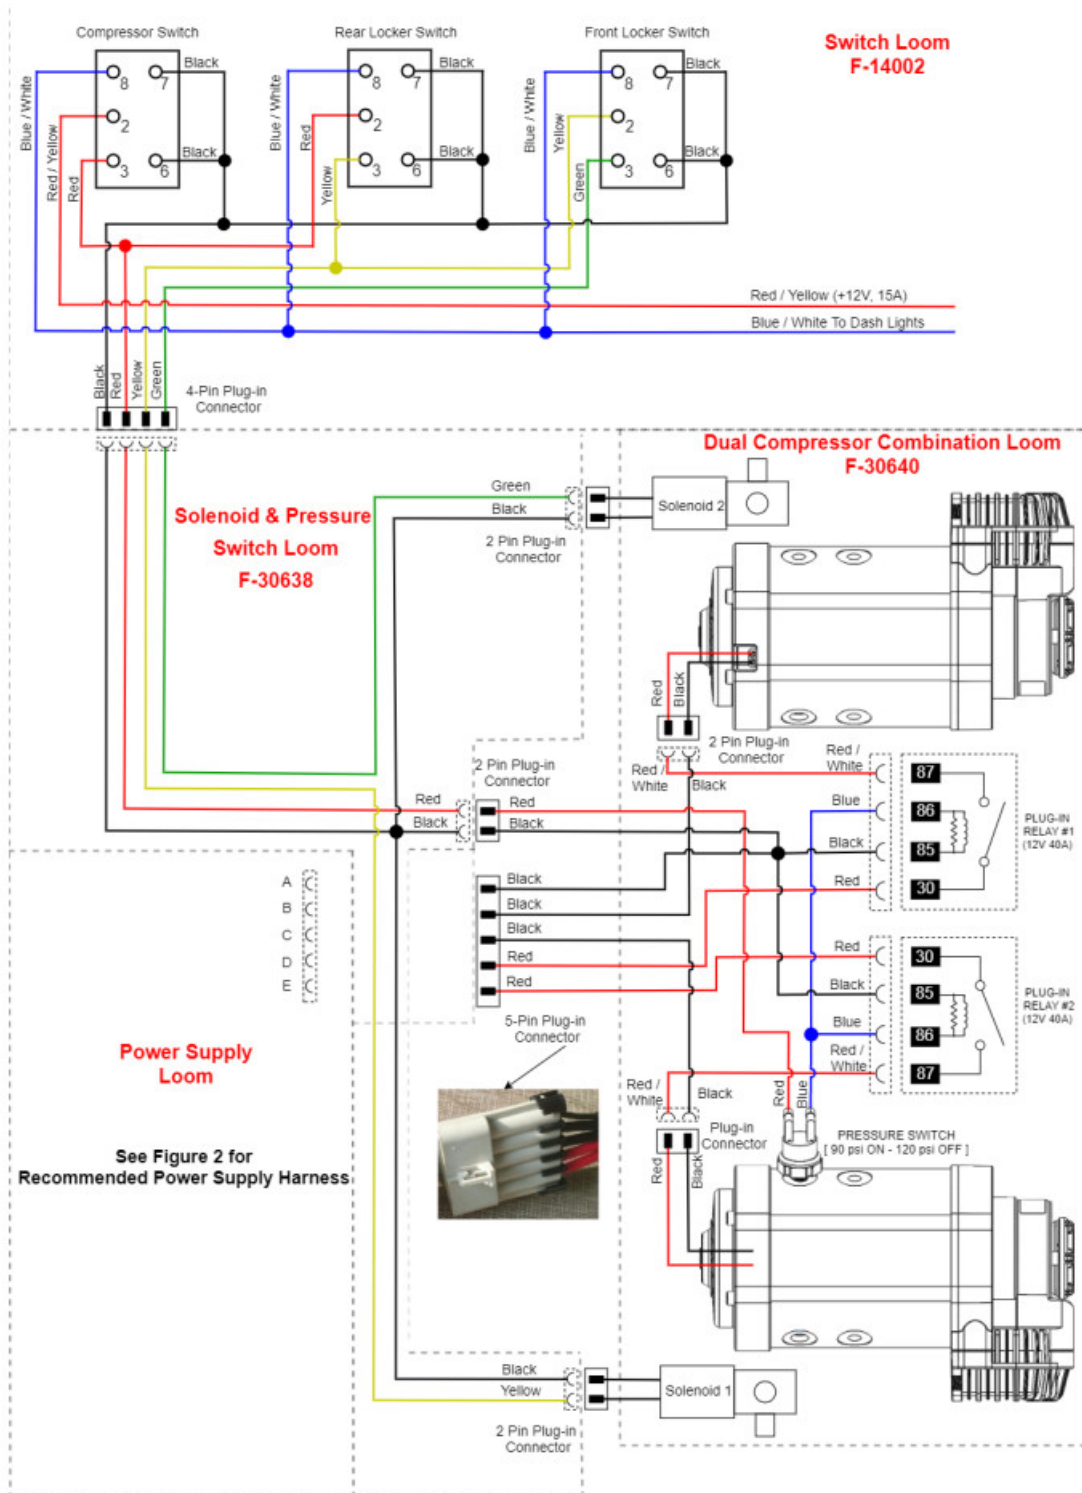 Compressor Switch
Rear Locker Switch
Front Locker Switch
Switch Loom
F-14002
Blue / White
Red / Yellow
Red
8
7
2
3
6
Black
Black
Blue / White
Red
Yellow
8
7
2
3
6
Black
Black
Blue / White
Yellow
Green
8
7
2
3
6
Black
Black
Red / Yellow (+12V, 15A)
Blue / White To Dash Lights
Black
Red
Yellow
Green
4-Pin Plug-in
Connector
Dual Compressor Combination Loom
F-30640
Solenoid & Pressure
Switch Loom
F-30638
Green
Black
2 Pin Plug-in
Connector
Solenoid 2
Red
Black
2 Pin Plug-in
Connector
Red /
White
Black
2 Pin Plug-in
Connector
Red
Black
Red
Black
Red /
White
Blue
Black
Red
87
86
85
30
PLUG-IN
RELAY #1
(12V 40A)
A
B
C
D
E
Black
Black
Black
Red
Red
5-Pin Plug-in
Connector
Red
Black
Blue
Red /
White
30
85
86
87
PLUG-IN
RELAY #2
(12V 40A)
Power Supply
Loom
See Figure 2 for
Recommended Power Supply Harness
Red /
White
Black
Red
Blue
Plug-in
Connector
Red
Black
PRESSURE SWITCH
[ 90 psi ON - 120 psi OFF ]
Black
Yellow
2 Pin Plug-in
Connector
Solenoid 1